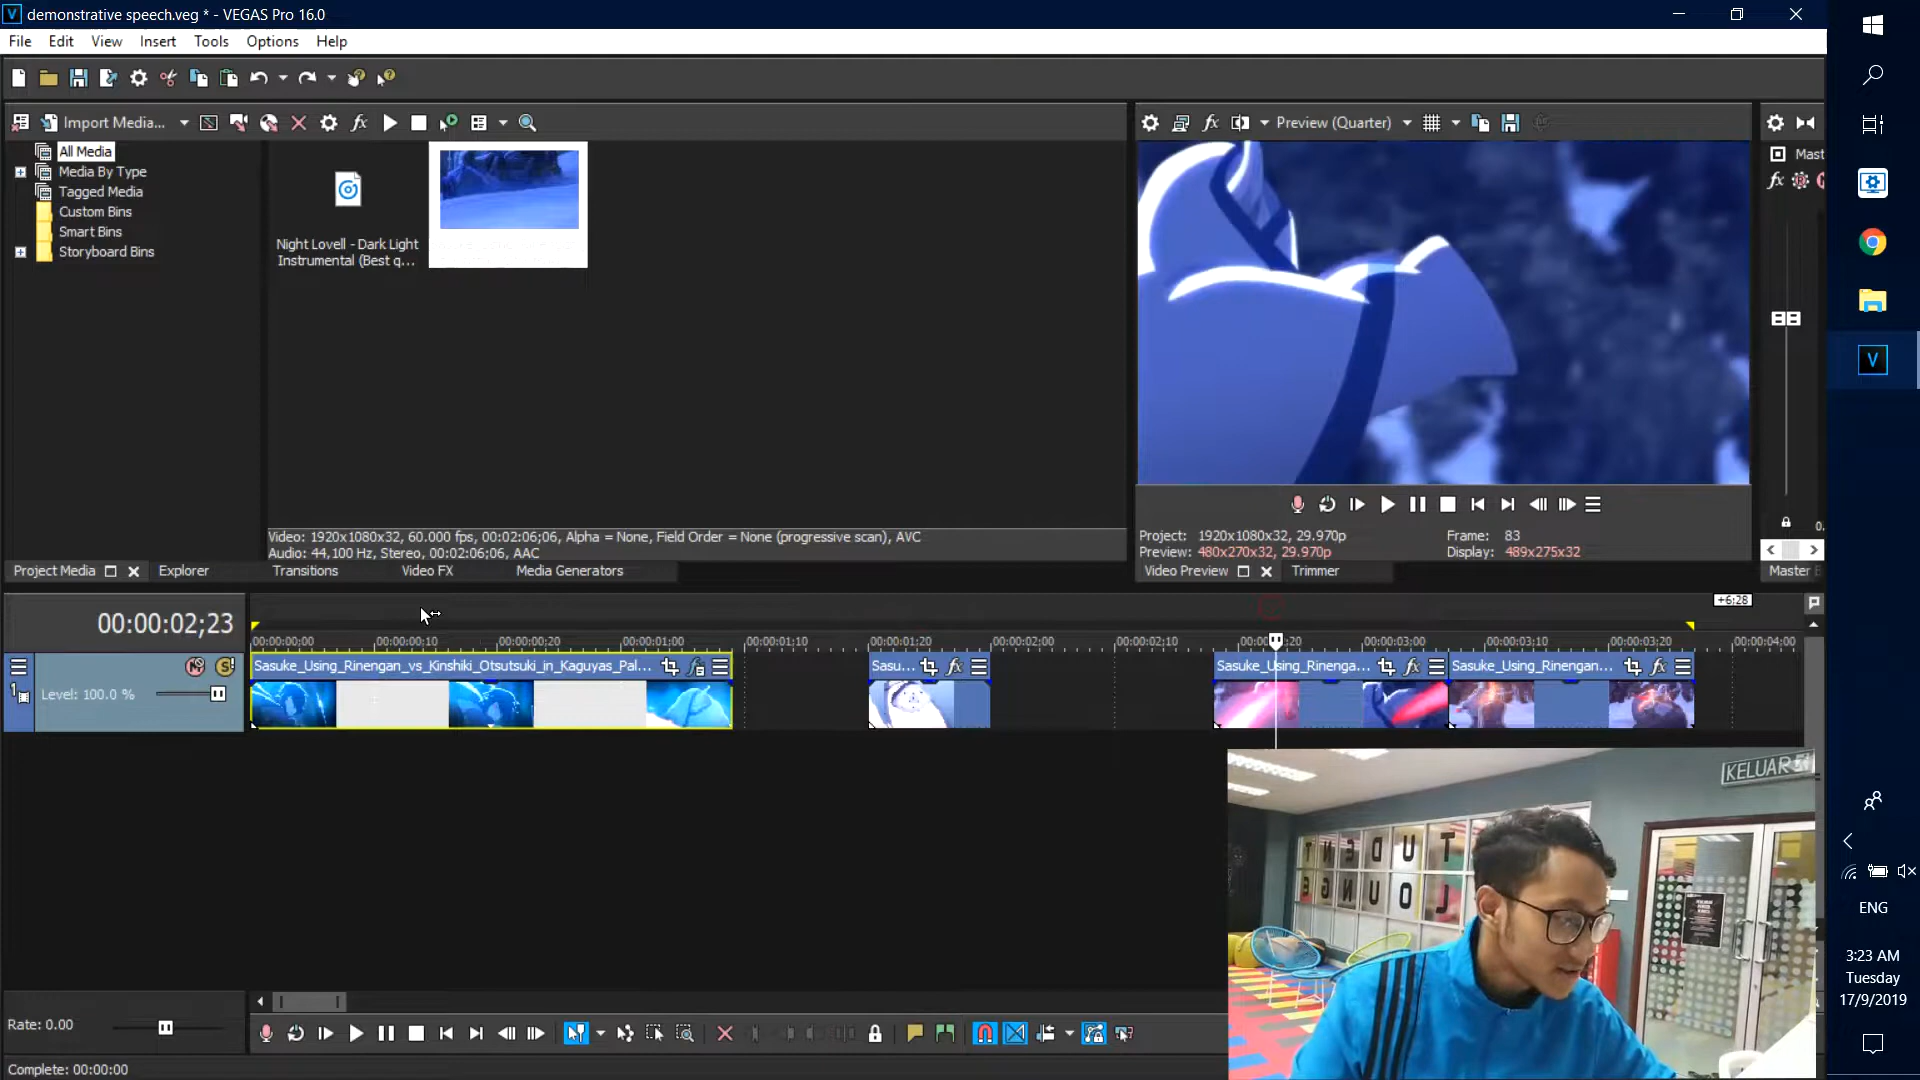 demonstrative speech.veg * - VEGAS Pro 16.0
File Edit View Insert Tools Options Help
Import Media...
Preview (Quarter)
All Media
Media By Type
Tagged Media
Custom Bins
Smart Bins
Storyboard Bins
Night Lovell - Dark Light
Instrumental (Best q...
Mast
Video: 1920x1080x32, 60.000 fps, 00:02:06;06, Alpha = None, Field Order = None (progressive scan), AVC
Audio: 44,100 Hz, Stereo, 00:02:06;06, AAC
Project: 1920x1080x32, 29.970p
Frame: 83
Preview: 480x270x32, 29.970p
Display: 489x275x32
Project Media Explorer Transitions Video FX Media Generators
Video Preview Trimmer
Master
00:00:02;23
+6;28
00:00:00;00 00:00:00;10 00:00:00;20 00:00:01;00 00:00:01;10 00:00:01;20 00:00:02;00 00:00:02;10 00:00 ;20 00:00:03;00 00:00:03;10 00:00:03;20 00:00:04;00
Sasuke_Using_Rinengan_vs_Kinshiki_Otsutsuki_in_Kaguyas_Pal...
Sasu...
Sasuke_Using_Rinenga...
Sasuke_Using_Rinengan...
1
Level: 100.0 %
KELUAR
STUDENT
LOUNGE
Rate: 0.00
Complete: 00:00:00
ENG
3:23 AM
Tuesday
17/9/2019